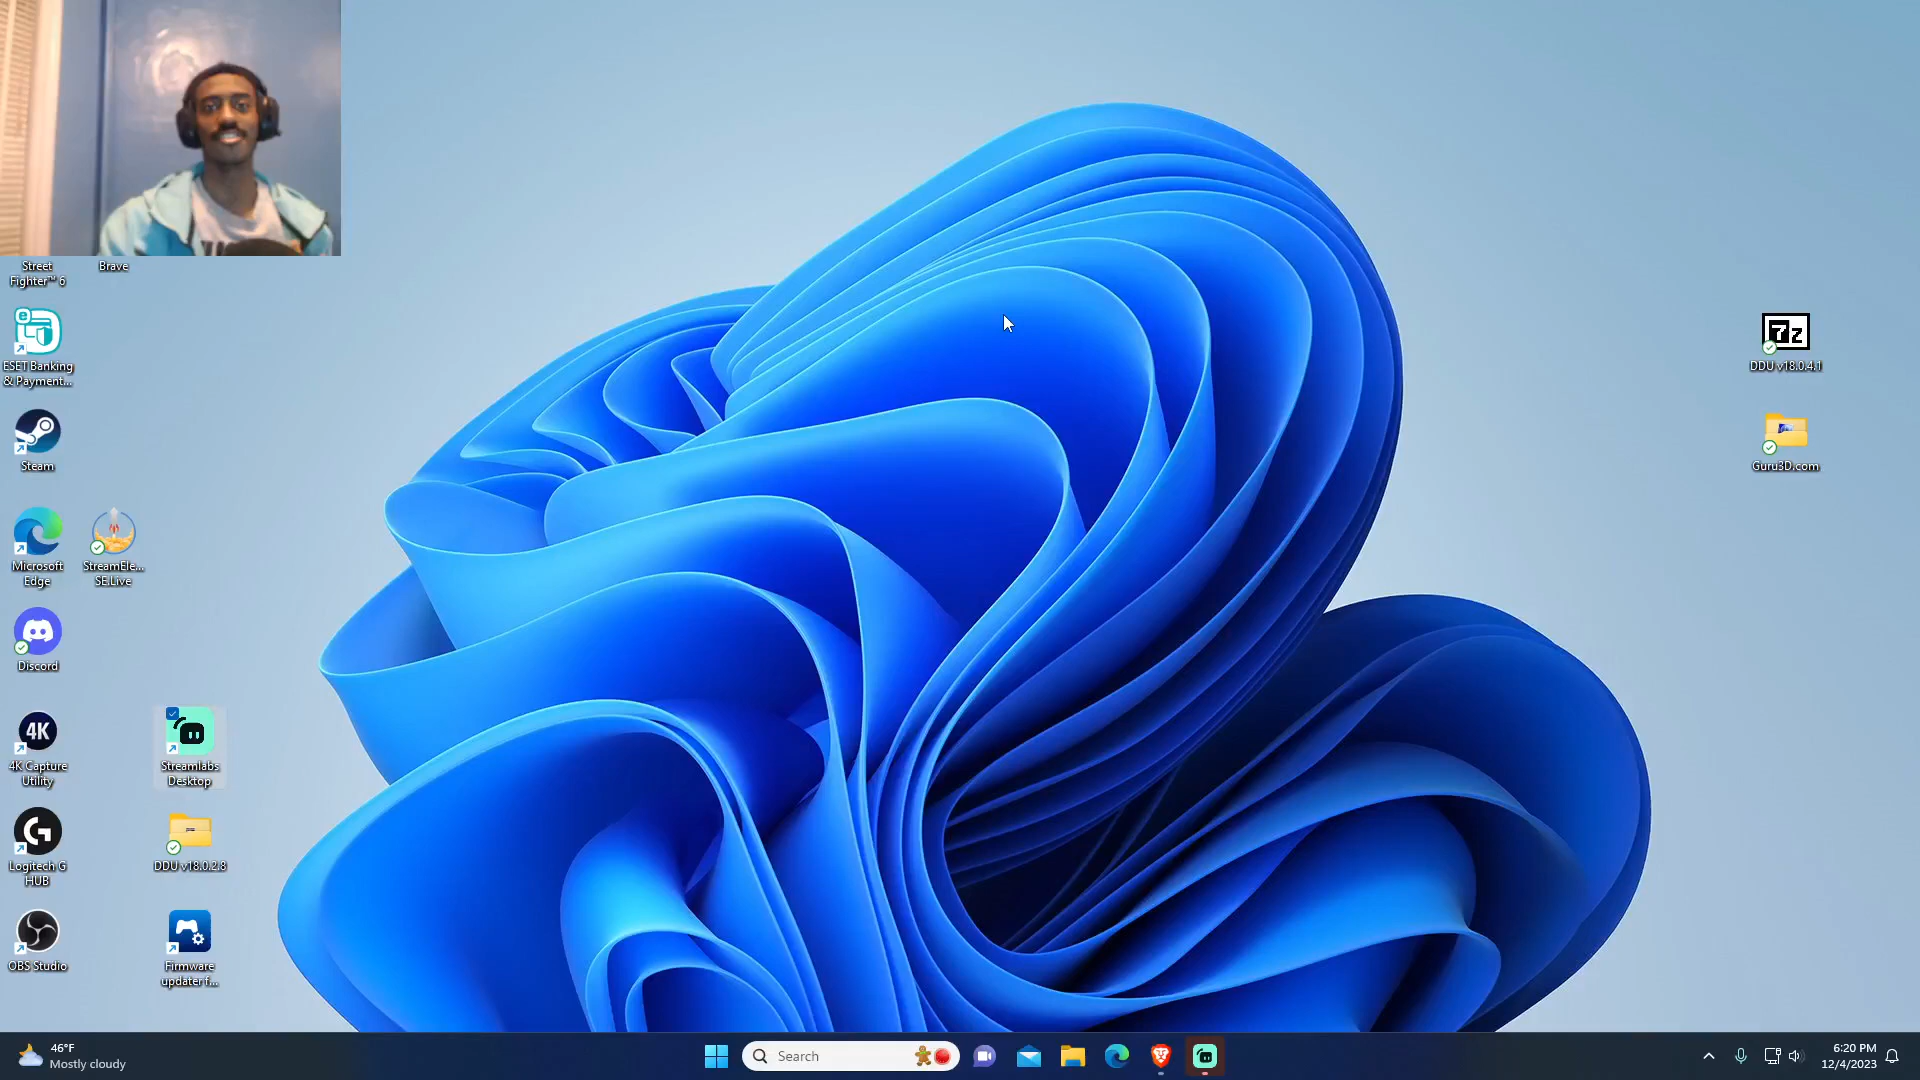 Street
Fighter™ 6
Brave
ESET Banking
& Payment...
Steam
Microsoft
Edge
StreamEle...
SE.Live
Discord
4K
4K Capture
Utility
Streamlabs
Desktop
Logitech G
HUB
DDU v18.0.2.8
OBS Studio
Firmware
updater f...
7z
DDU v18.0.4.1
Guru3D.com
46°F
Mostly cloudy
Search
6:20 PM
12/4/2023